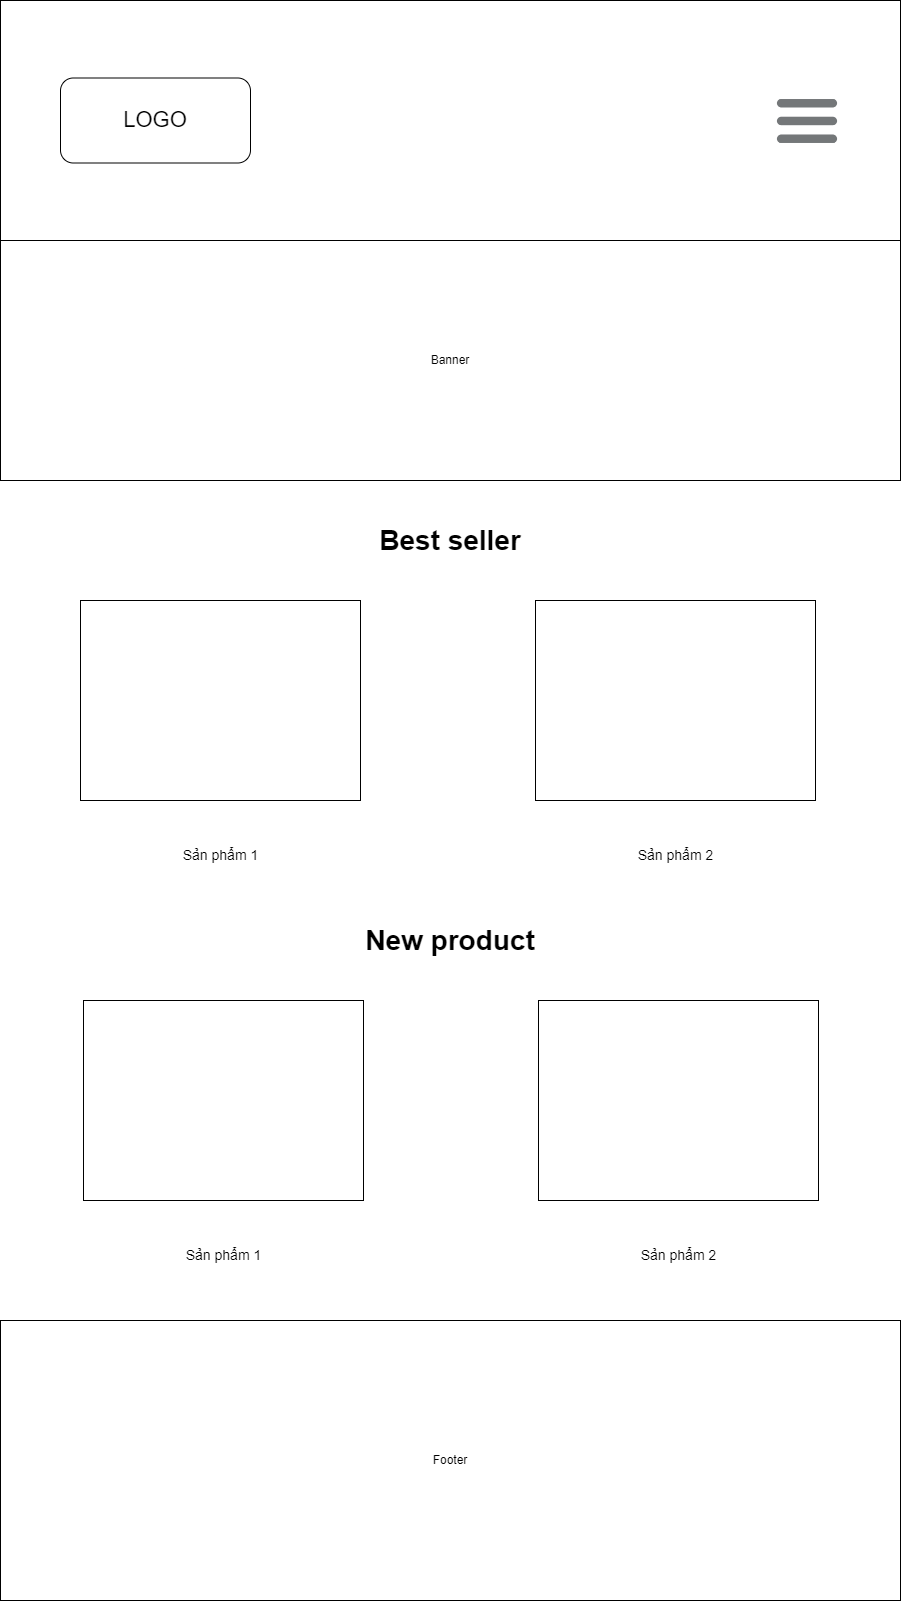 LOGO
Banner
Best seller
Sản phẩm 1
Sản phẩm 2
New product
Sản phẩm 1
Sản phẩm 2
Footer